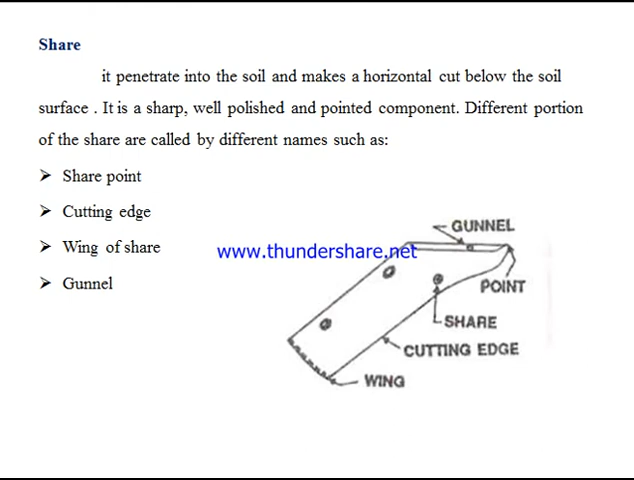 Share
it penetrate into the soil and makes a horizontal cut below the soil
surface . It is a sharp, well polished and pointed component. Different portion
of the share are called by different names such as:
➤ Share point
➤ Cutting edge
➤ Wing of share
➤ Gunnel
GUNNEL
www.thundershare.net
POINT
SHARE
CUTTING EDGE
WING